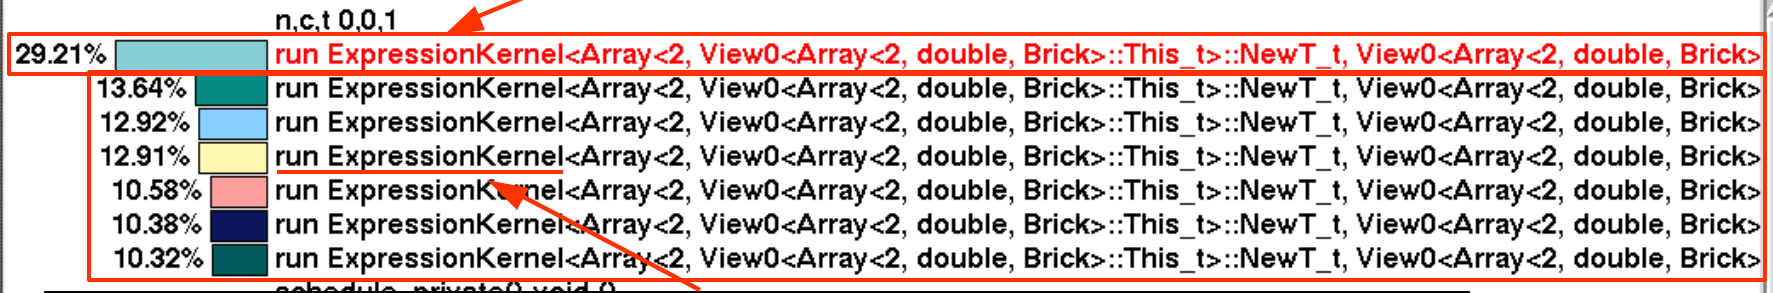 n,c,t 0,0,1
29.21% run ExpressionKernel<Array<2, View0<Array<2, double, Brick>::This_t>::NewT_t, View0<Array<2, double, Brick>
13.64% run ExpressionKernel<Array<2, View0<Array<2, double, Brick>::This_t>::NewT_t, View0<Array<2, double, Brick>
12.92% run ExpressionKernel<Array<2, View0<Array<2, double, Brick>::This_t>::NewT_t, View0<Array<2, double, Brick>
12.91% run ExpressionKernel<Array<2, View0<Array<2, double, Brick>::This_t>::NewT_t, View0<Array<2, double, Brick>
10.58% run ExpressionKernel<Array<2, View0<Array<2, double, Brick>::This_t>::NewT_t, View0<Array<2, double, Brick>
10.38% run ExpressionKernel<Array<2, View0<Array<2, double, Brick>::This_t>::NewT_t, View0<Array<2, double, Brick>
10.32% run ExpressionKernel<Array<2, View0<Array<2, double, Brick>::This_t>::NewT_t, View0<Array<2, double, Brick>
schedule_private() void ()